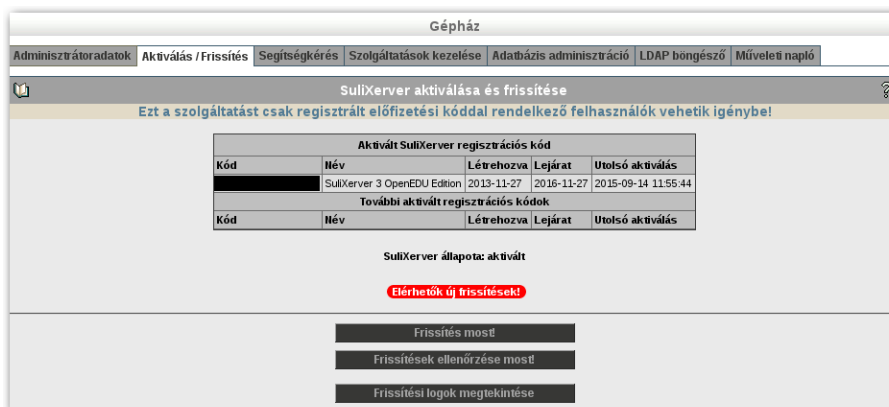 Gépház
Adminisztrátoradatok Aktiválás / Frissítés Segítségkérés Szolgáltatások kezelése Adatbázis adminisztráció LDAP böngésző Műveleti napló
SuliXerver aktiválása és frissítése
Ezt a szolgáltatást csak regisztrált előfizetési kóddal rendelkező felhasználók vehetik igénybe!
Aktivált SuliXerver regisztrációs kód
Kód Név Létrehozva Lejárat Utolsó aktiválás
SuliXerver 3 OpenEDU Edition 2013-11-27 2016-11-27 2015-09-14 11:55:44
További aktivált regisztrációs kódok
Kód Név Létrehozva Lejárat Utolsó aktiválás
SuliXerver állapota: aktivált
Elérhetők új frissítések!
Frissítés most!
Frissítések ellenőrzése most!
Frissítési logok megtekintése